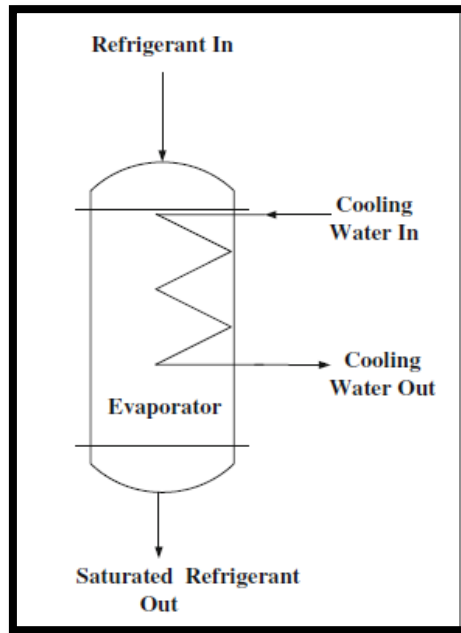 Refrigerant In
Cooling
Water In
Cooling
Water Out
Evaporator
Saturated Refrigerant
Out